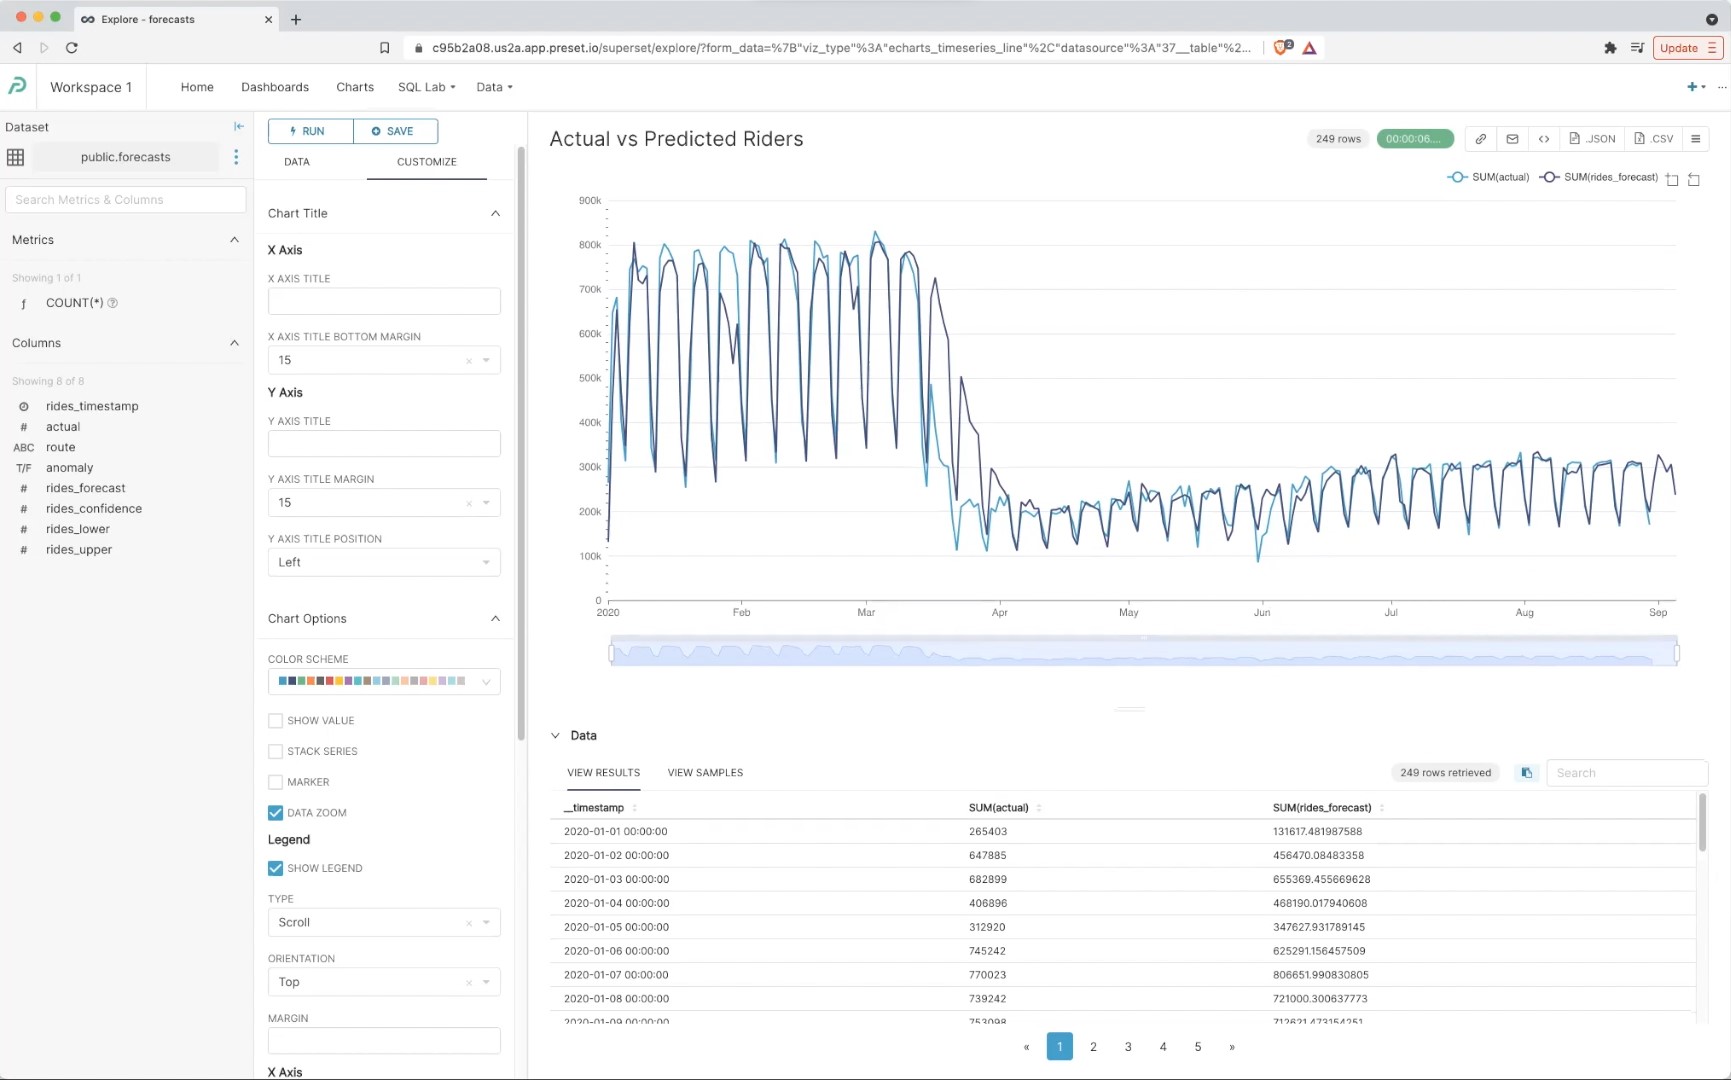 Explore - forecasts
c95b2a08.us2a.app.preset.io/superset/explore/?form_data=%7B"viz_type"%3A"echarts_timeseries_line"%2C"datasource"%3A"37__table"%2...
2
Update
Workspace 1
Home
Dashboards
Charts
SQL Lab
Data
Dataset
public.forecasts
Search Metrics & Columns
Metrics
Showing 1 of 1
ƒ COUNT(*)
Columns
Showing 8 of 8
rides_timestamp
# actual
ABC route
T/F anomaly
# rides_forecast
# rides_confidence
# rides_lower
# rides_upper
RUN
SAVE
DATA
CUSTOMIZE
Chart Title
X Axis
X AXIS TITLE
X AXIS TITLE BOTTOM MARGIN
15
Y Axis
Y AXIS TITLE
Y AXIS TITLE MARGIN
15
Y AXIS TITLE POSITION
Left
Chart Options
COLOR SCHEME
SHOW VALUE
STACK SERIES
MARKER
DATA ZOOM
Legend
SHOW LEGEND
TYPE
Scroll
ORIENTATION
Top
MARGIN
X Axis
Actual vs Predicted Riders
249 rows
00:00:06....
.JSON
.CSV
SUM(actual)
SUM(rides_forecast)
900k
800k
700k
600k
500k
400k
300k
200k
100k
0
2020 Feb Mar Apr May Jun Jul Aug Sep
Data
VIEW RESULTS
VIEW SAMPLES
249 rows retrieved
Search
__timestamp SUM(actual) SUM(rides_forecast)
2020-01-01 00:00:00 265403 131617.481987588
2020-01-02 00:00:00 647885 456470.08483358
2020-01-03 00:00:00 682899 655369.455669628
2020-01-04 00:00:00 406896 468190.017940608
2020-01-05 00:00:00 312920 347627.931789145
2020-01-06 00:00:00 745242 625291.156457509
2020-01-07 00:00:00 770023 806651.990830805
2020-01-08 00:00:00 739242 721000.300637773
2020-01-09 00:00:00 753098 712621.473154251
« 1 2 3 4 5 »